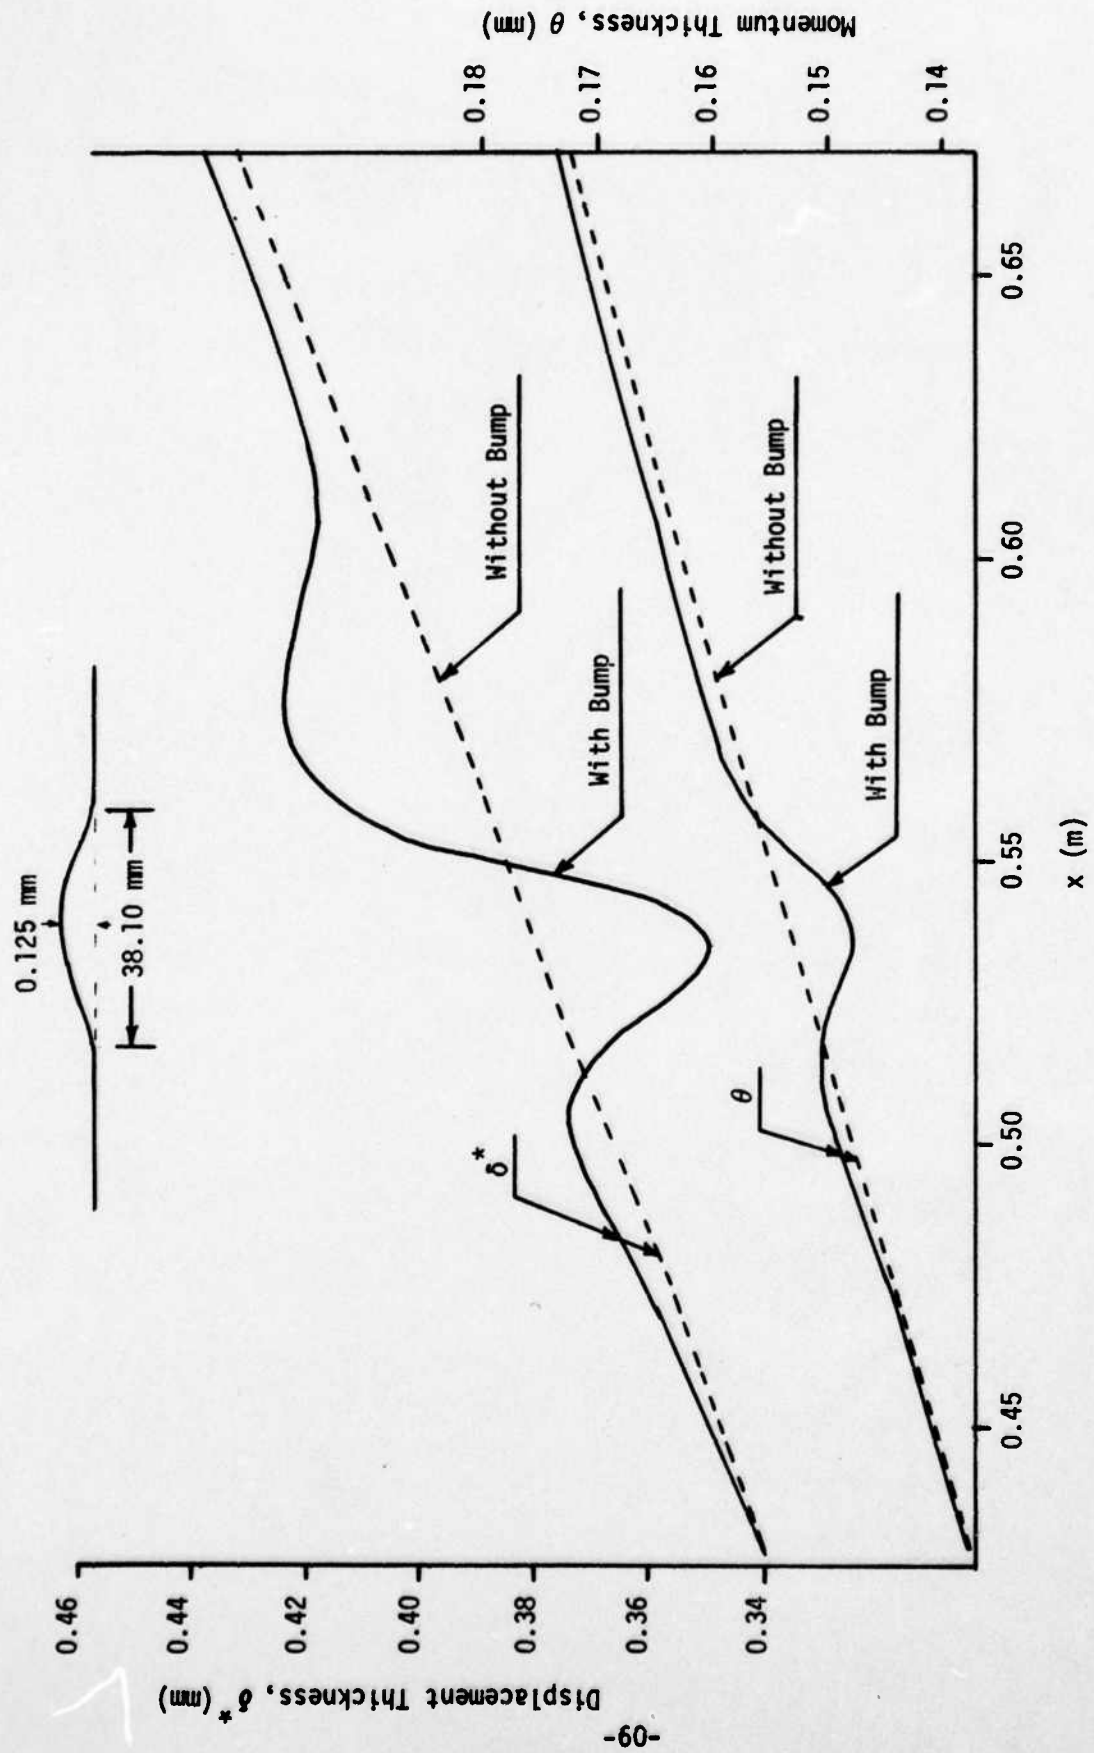 0.125 mm
38.10 mm
Displacement Thickness, δ* (mm)
0.46
0.44
0.42
0.40
0.38
0.36
0.34
Momentum Thickness, θ (mm)
0.18
0.17
0.16
0.15
0.14
δ*
θ
With Bump
Without Bump
With Bump
Without Bump
0.45
0.50
0.55
0.60
0.65
x (m)
-60-